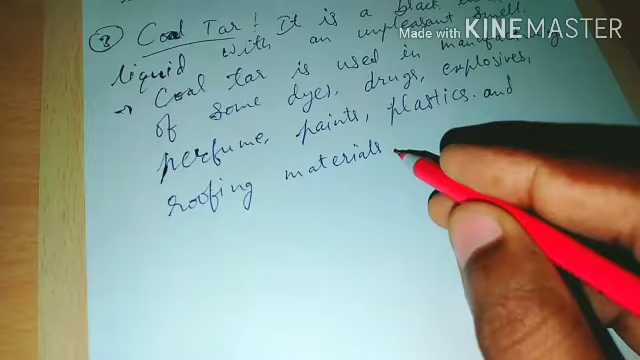 Made with KINEMASTER
③ Coal Tar! It is a black
liquid with an unpleasant smell.
→ Coal tar is used in
of some dyes, drugs, explosives,
perfume, paints, plastics. and
roofing materials